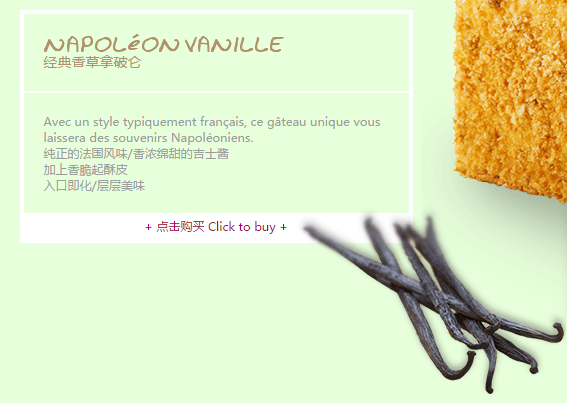 NAPOLéON VANILLE
经典香草拿破仑
Avec un style typiquement français, ce gâteau unique vous
laissera des souvenirs Napoléoniens.
纯正的法国风味/香浓绵甜的吉士酱
加上香脆起酥皮
入口即化/层层美味
+ 点击购买 Click to buy +